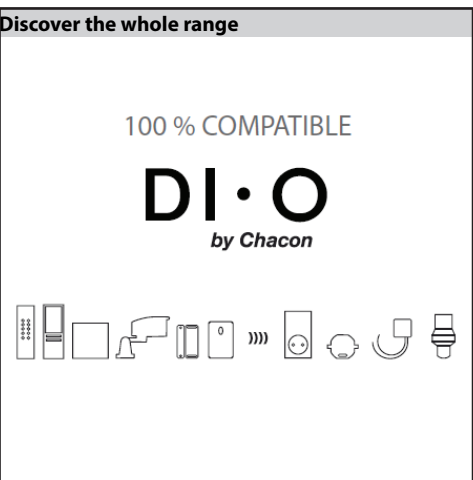 Discover the whole range
100 % COMPATIBLE
DI·O
by Chacon